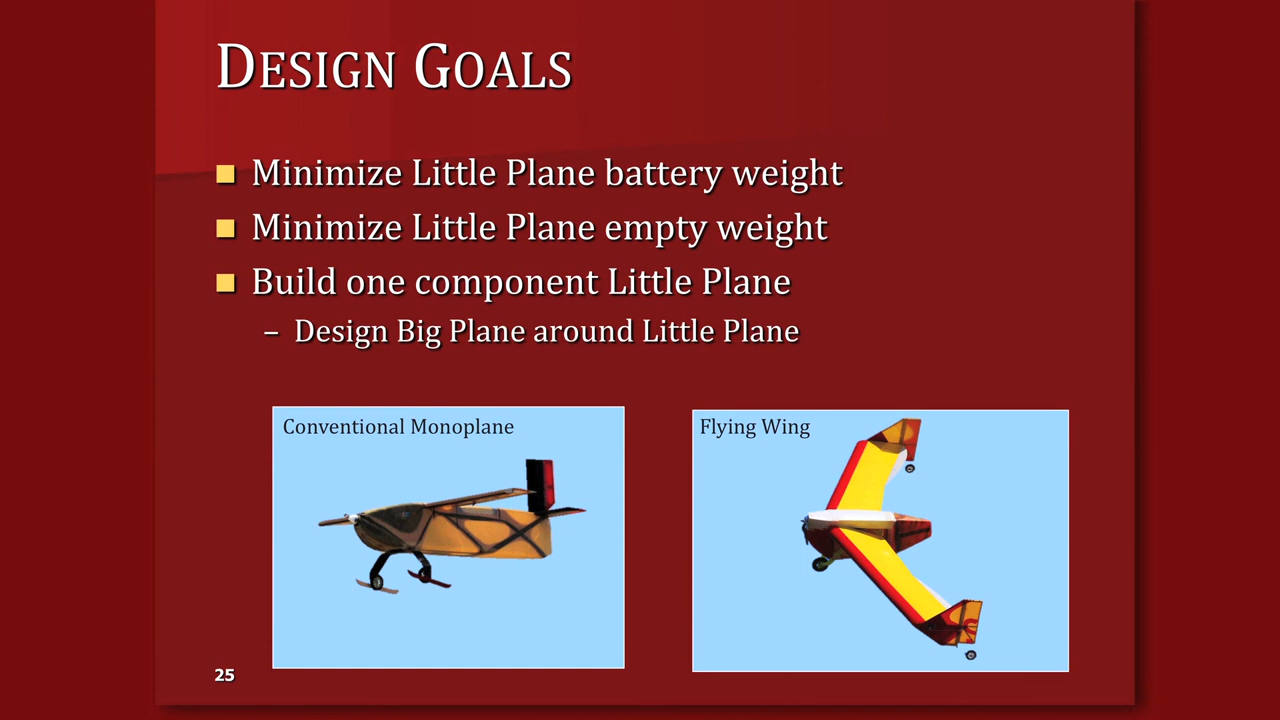 DESIGN GOALS
Minimize Little Plane battery weight
Minimize Little Plane empty weight
Build one component Little Plane
– Design Big Plane around Little Plane
Conventional Monoplane
Flying Wing
25